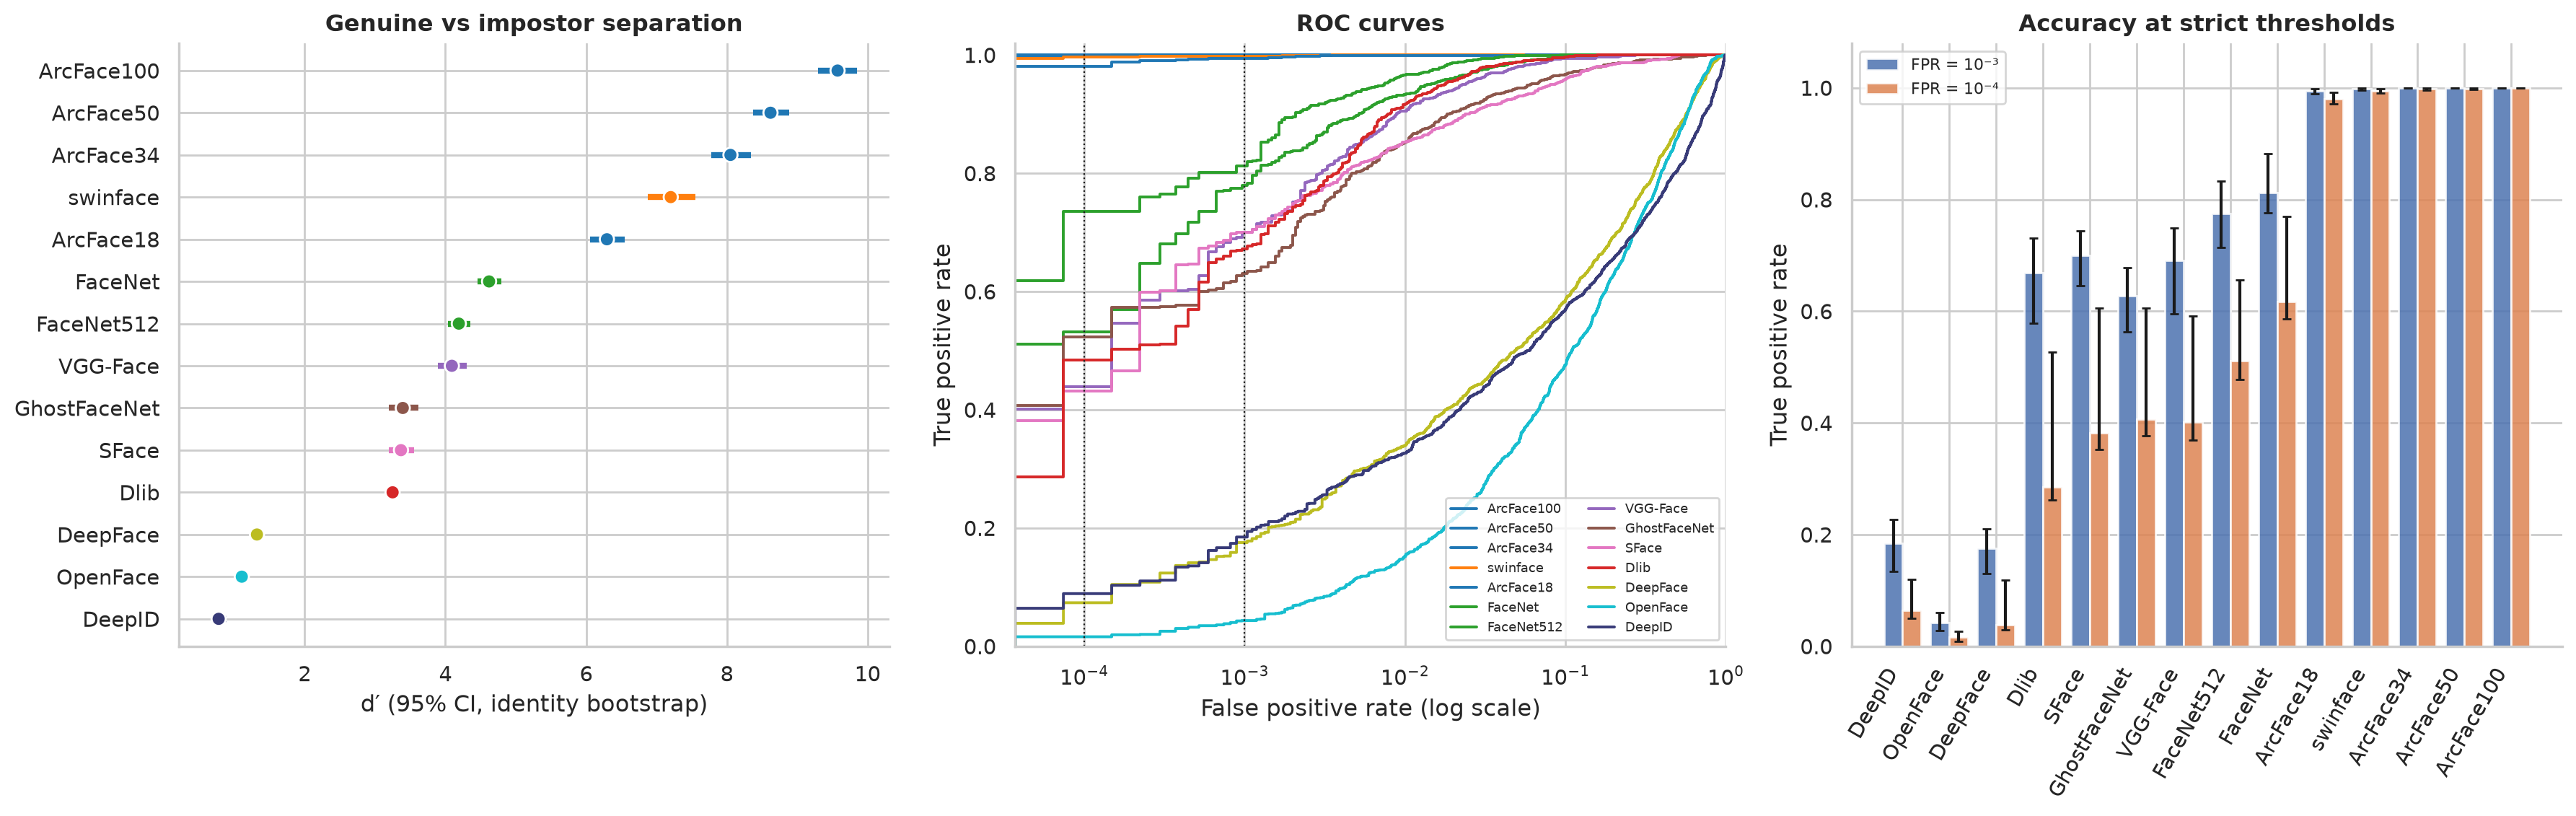 Genuine vs impostor separation
ArcFace100
ArcFace50
ArcFace34
swinface
ArcFace18
FaceNet
FaceNet512
VGG-Face
GhostFaceNet
SFace
Dlib
DeepFace
OpenFace
DeepID
2 4 6 8 10
d′ (95% CI, identity bootstrap)
ROC curves
True positive rate
1.0
0.8
0.6
0.4
0.2
0.0
10⁻⁴ 10⁻³ 10⁻² 10⁻¹ 10⁰
False positive rate (log scale)
ArcFace100
ArcFace50
ArcFace34
swinface
ArcFace18
FaceNet
FaceNet512
VGG-Face
GhostFaceNet
SFace
Dlib
DeepFace
OpenFace
DeepID
Accuracy at strict thresholds
FPR = 10⁻³
FPR = 10⁻⁴
True positive rate
1.0
0.8
0.6
0.4
0.2
0.0
DeepID
OpenFace
DeepFace
Dlib
SFace
GhostFaceNet
VGG-Face
FaceNet512
FaceNet
ArcFace18
swinface
ArcFace34
ArcFace50
ArcFace100